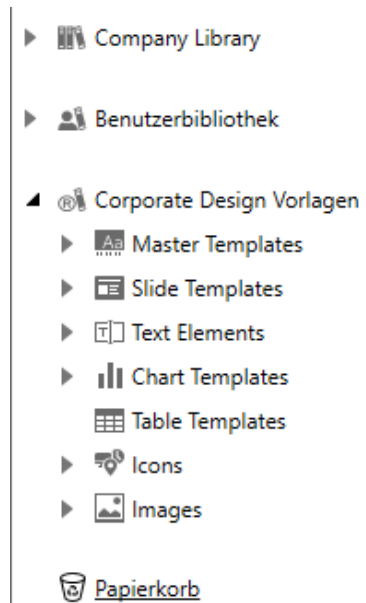 Company Library
Benutzerbibliothek
® Corporate Design Vorlagen
Aa Master Templates
Slide Templates
T Text Elements
Chart Templates
Table Templates
Icons
Images
Papierkorb